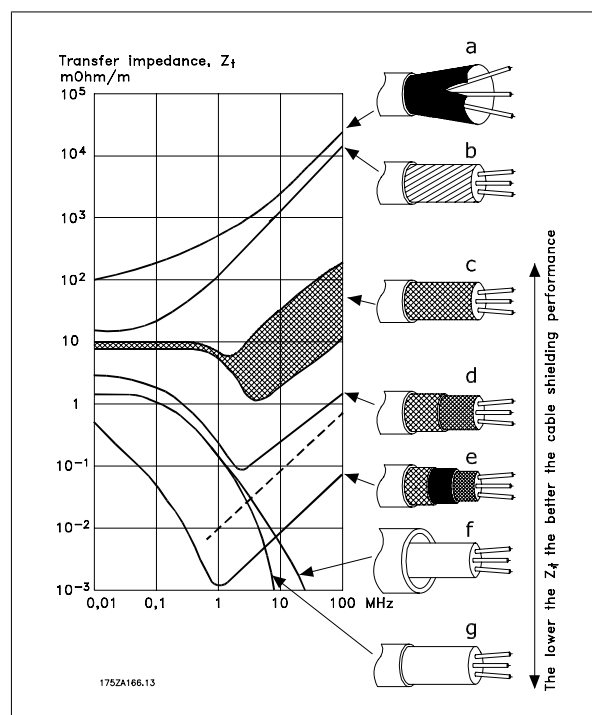 Transfer impedance, Zt
mOhm/m
10⁵
10⁴
10³
10²
10
1
10⁻¹
10⁻²
10⁻³
0,01 0,1 1 10 100 MHz
a
b
c
d
e
f
g
The lower the Zt the better the cable shielding performance
175ZA166.13